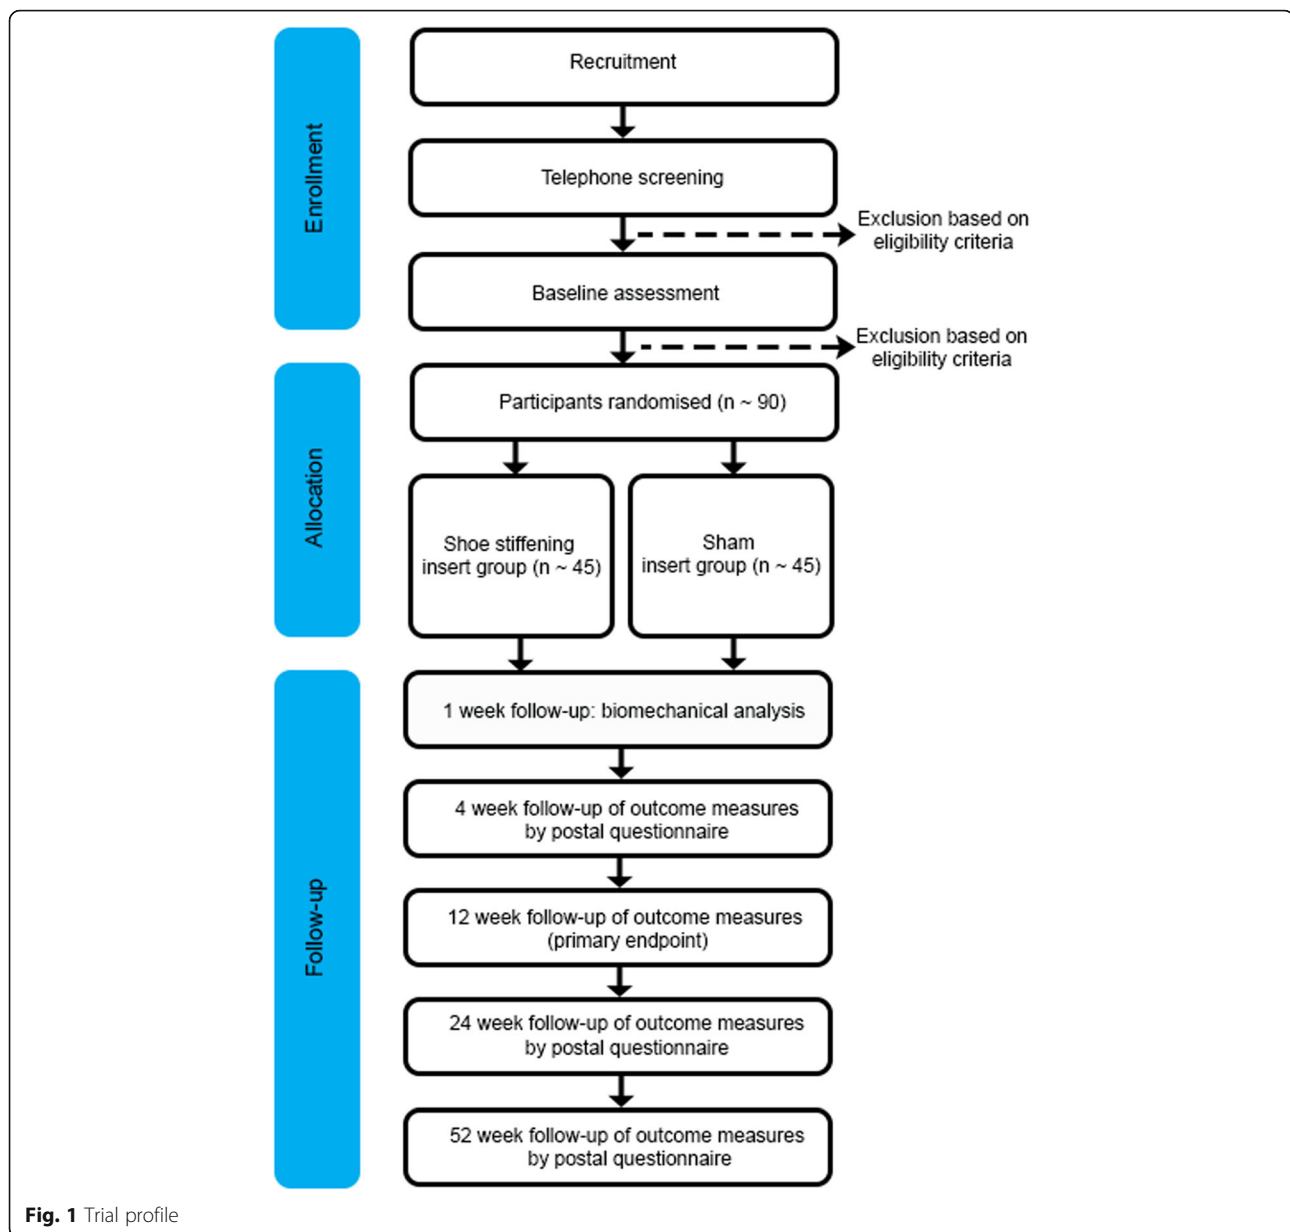 Enrollment
Recruitment
Telephone screening
Exclusion based on
eligibility criteria
Baseline assessment
Exclusion based on
eligibility criteria
Allocation
Participants randomised (n ~ 90)
Shoe stiffening
insert group (n ~ 45)
Sham
insert group (n ~ 45)
Follow-up
1 week follow-up: biomechanical analysis
4 week follow-up of outcome measures
by postal questionnaire
12 week follow-up of outcome measures
(primary endpoint)
24 week follow-up of outcome measures
by postal questionnaire
52 week follow-up of outcome measures
by postal questionnaire
Fig. 1 Trial profile